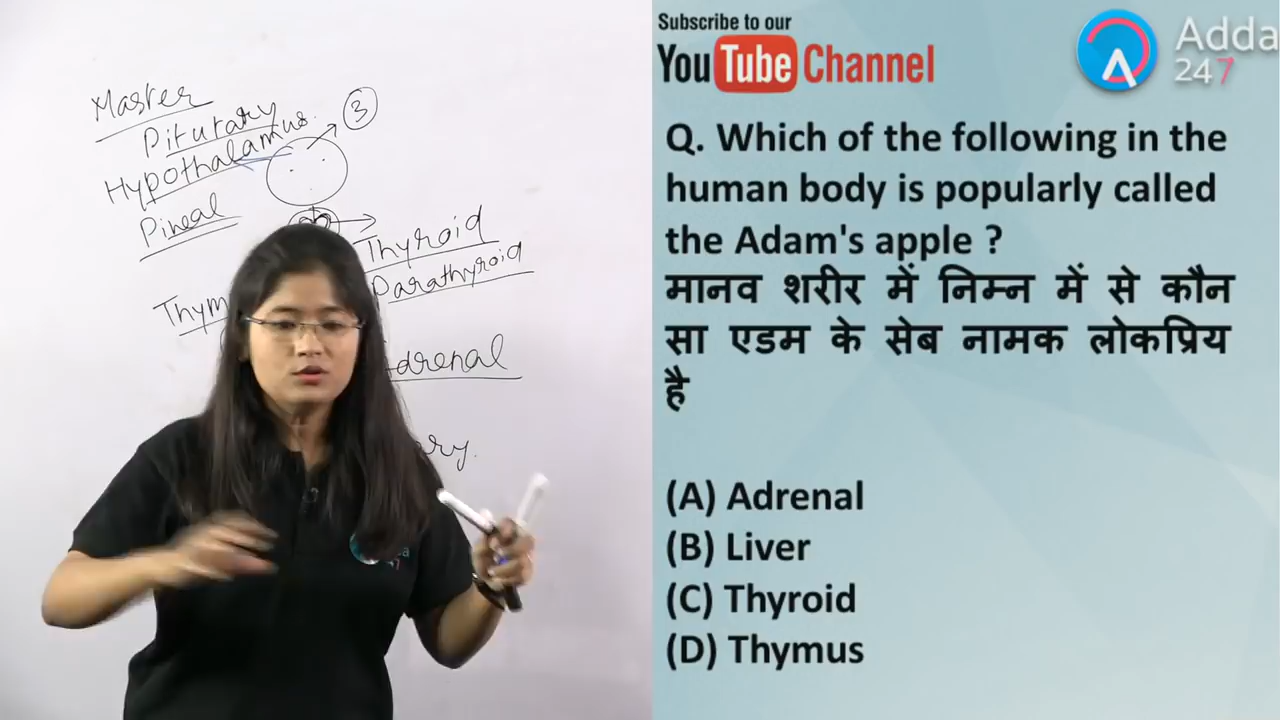 Master
Pitutary
Hypothalamus.
Pineal
3
Thyroid
Parathyroid
Thym
Adrenal
ry.
Subscribe to our
YouTube Channel
Adda
247
Q. Which of the following in the
human body is popularly called
the Adam's apple ?
मानव शरीर में निम्न में से कौन
सा एडम के सेब नामक लोकप्रिय
है
(A) Adrenal
(B) Liver
(C) Thyroid
(D) Thymus